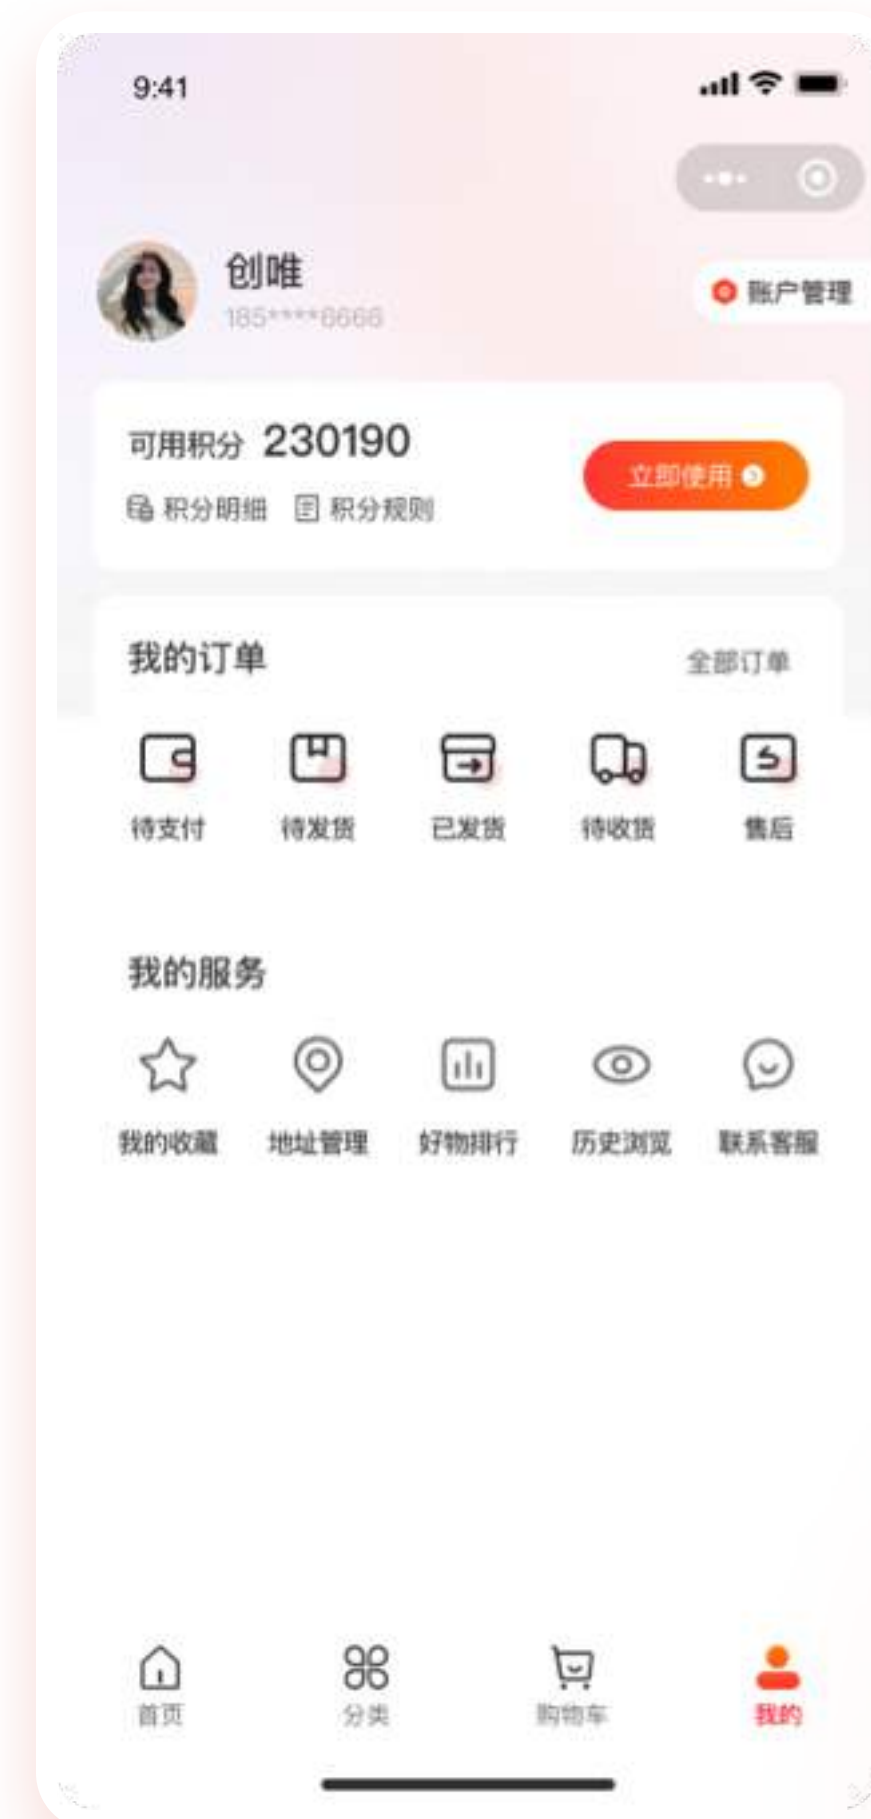 9:41
创唯
185****6666
账户管理
可用积分 230190
立即使用
积分明细 积分规则
我的订单 全部订单
待支付 待发货 已发货 待收货 售后
我的服务
我的收藏 地址管理 好物排行 历史浏览 联系客服
首页 分类 购物车 我的